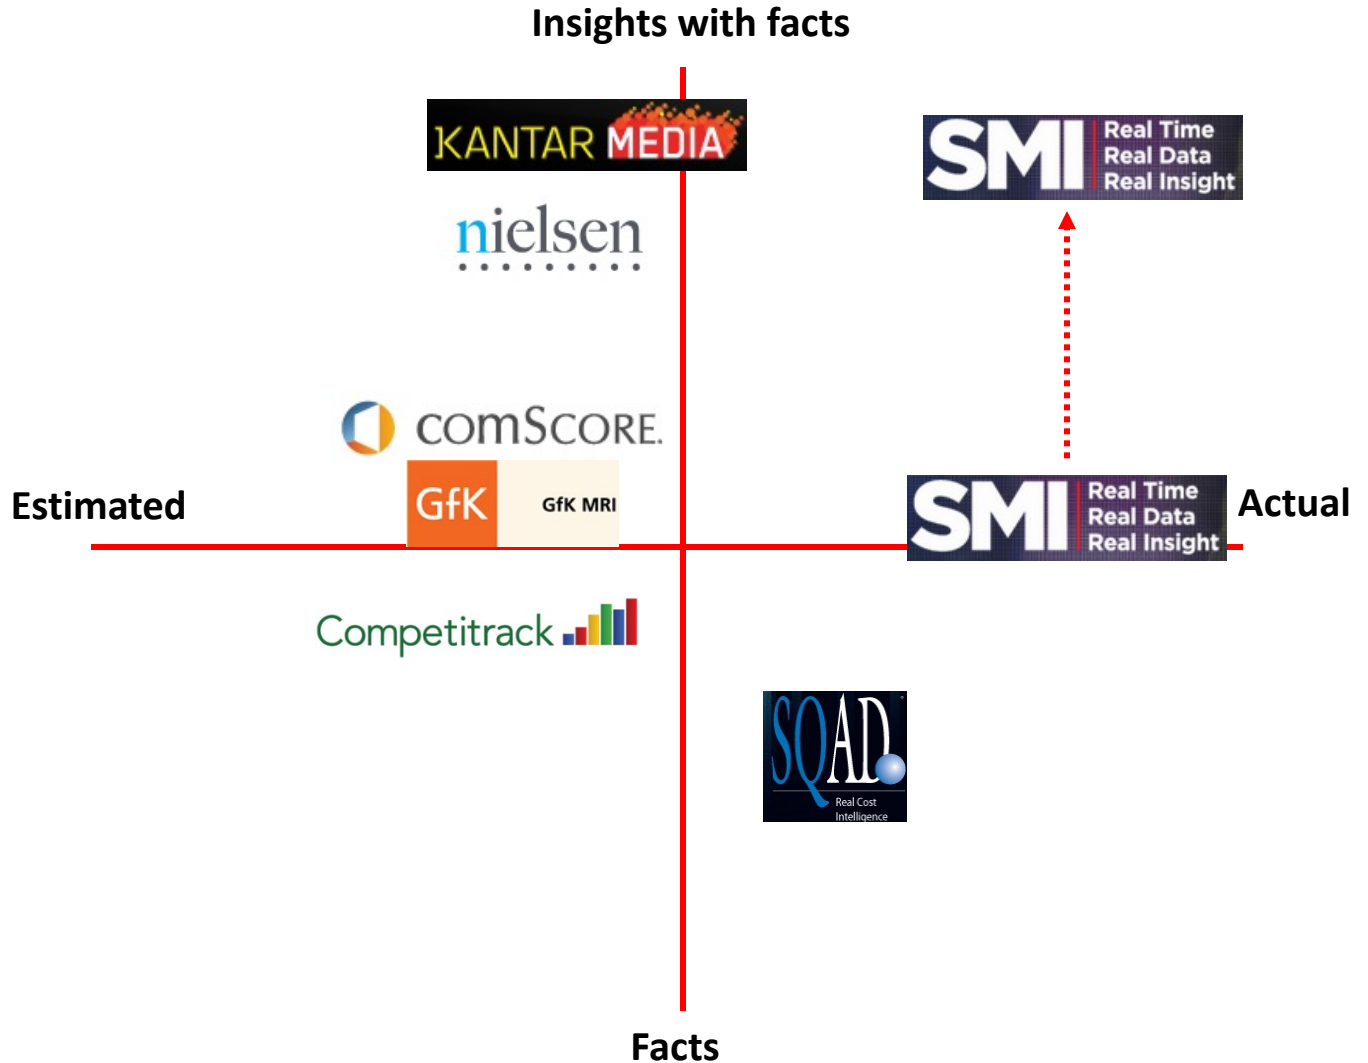 Insights with facts
KANTAR MEDIA
SMI
Real Time
Real Data
Real Insight
nielsen
comSCORE.
Estimated
GfK
GfK MRI
SMI
Real Time
Real Data
Real Insight
Actual
Competitrack
SQAD
Real Cost
Intelligence
Facts